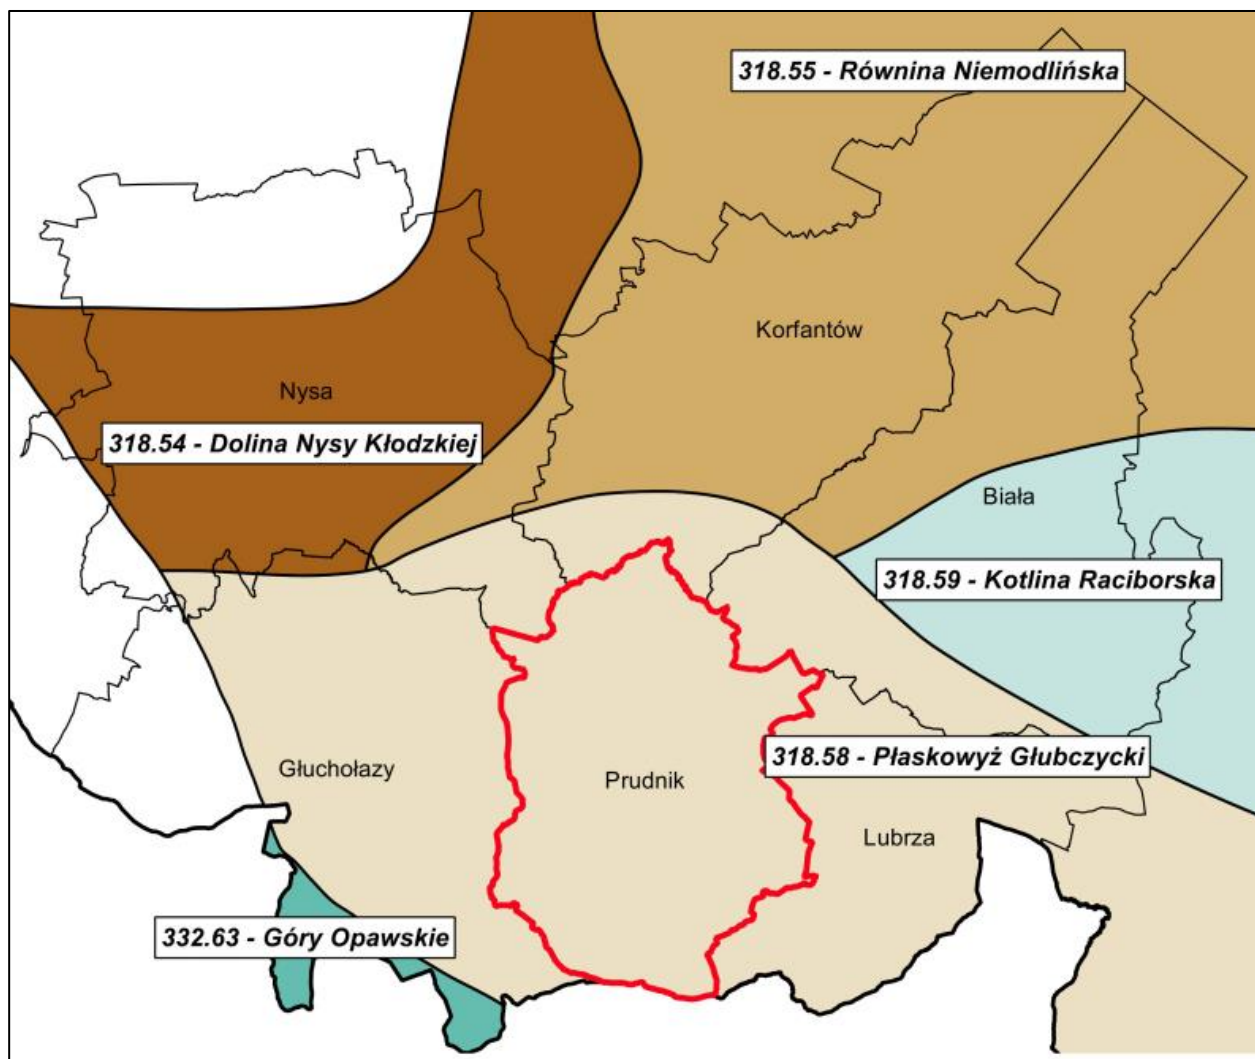 318.55 - Równina Niemodlińska
Korfantów
Nysa
318.54 - Dolina Nysy Kłodzkiej
Biała
318.59 - Kotlina Raciborska
318.58 - Płaskowyż Głubczycki
Głuchołazy
Prudnik
Lubrza
332.63 - Góry Opawskie